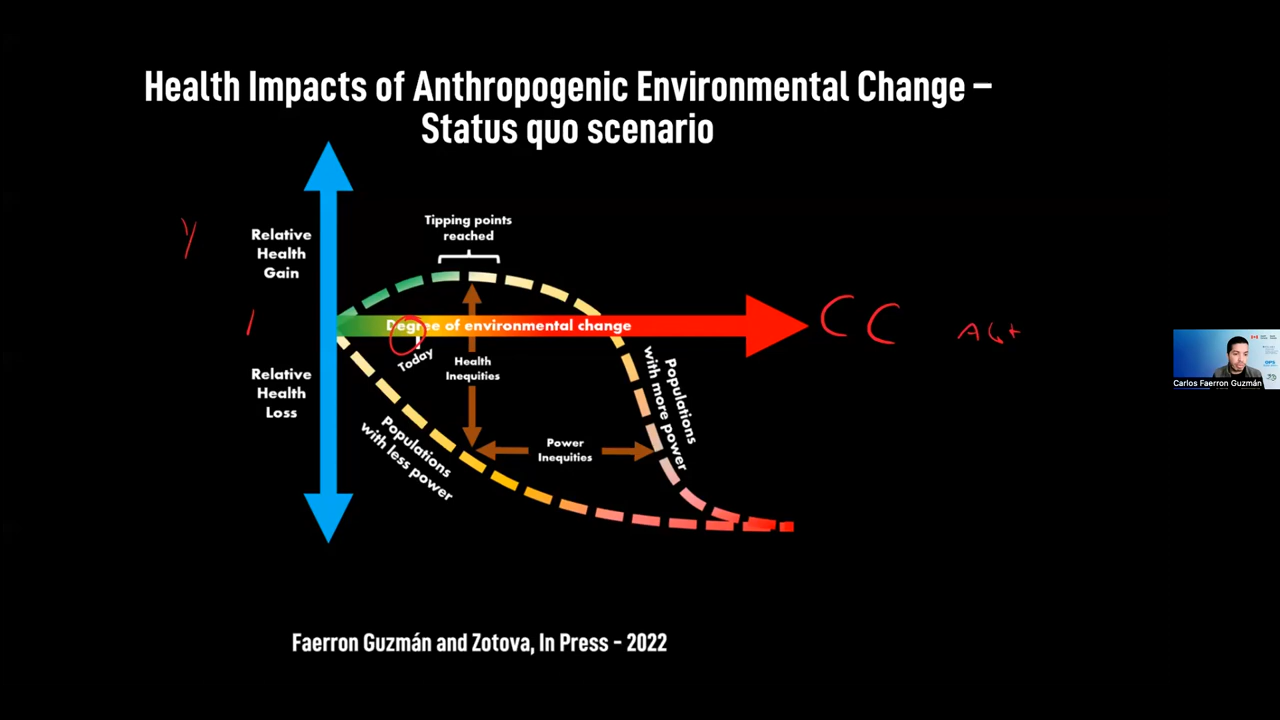 Health Impacts of Anthropogenic Environmental Change –
Status quo scenario
Tipping points
reached
Y
Relative
Health
Gain
Degree of environmental change
CC
Today
Health
Inequities
Relative
Health
Loss
Populations
with less power
Populations
with more power
Power
Inequities
Carlos Faerron Guzmán
Faerron Guzmán and Zotova, In Press - 2022